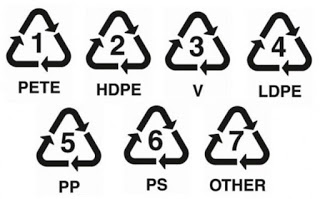 1 2 3 4
PETE HDPE V LDPE
5 6 7
PP PS OTHER